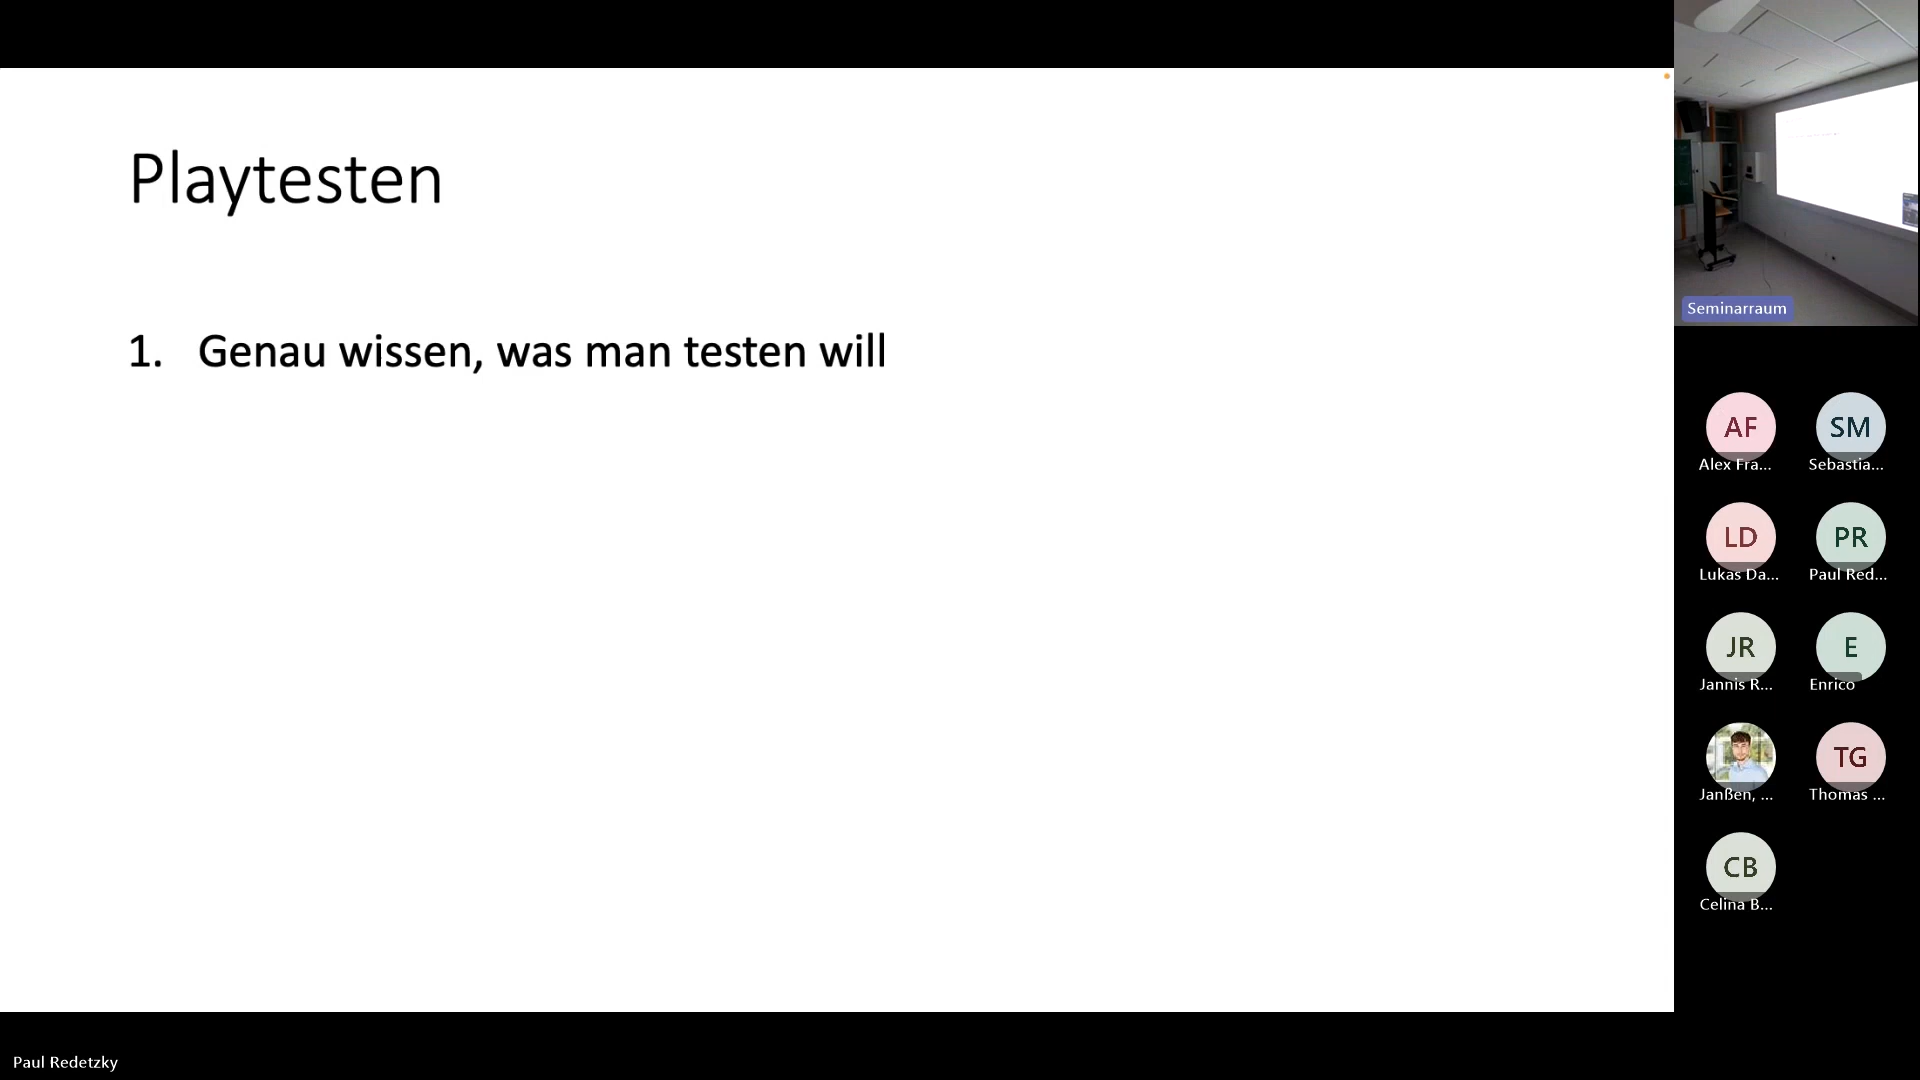 Playtesten
1. Genau wissen, was man testen will
Seminarraum
AF
Alex Fra...
SM
Sebastia...
LD
Lukas Da...
PR
Paul Red...
JR
Jannis R...
E
Enrico
Janßen, ...
TG
Thomas ...
CB
Celina B...
Paul Redetzky